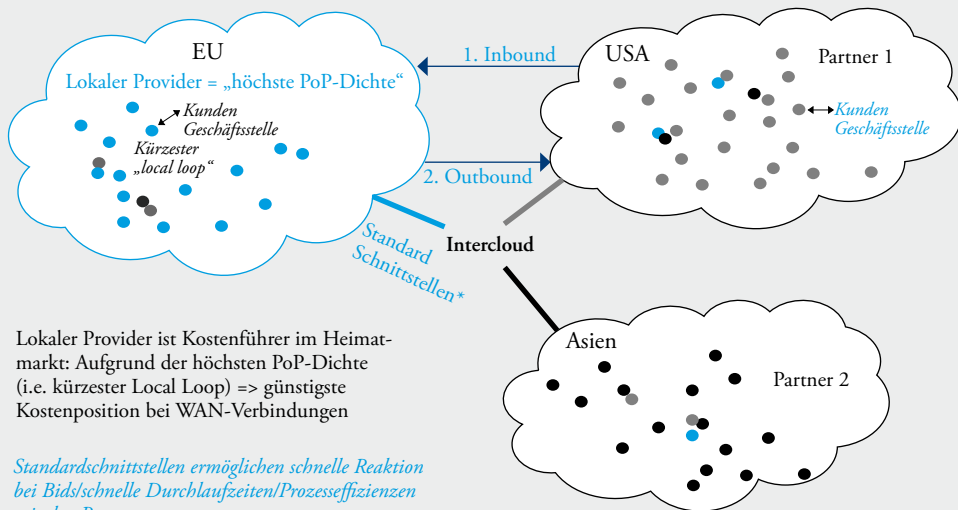 EU
Lokaler Provider = „höchste PoP-Dichte“
Kunden
Geschäftsstelle
Kürzester
„local loop“
1. Inbound
2. Outbound
USA
Partner 1
Kunden
Geschäftsstelle
Standard
Schnittstellen*
Intercloud
Asien
Partner 2
Lokaler Provider ist Kostenführer im Heimat-
markt: Aufgrund der höchsten PoP-Dichte
(i.e. kürzester Local Loop) => günstigste
Kostenposition bei WAN-Verbindungen
Standardschnittstellen ermöglichen schnelle Reaktion
bei Bids/schnelle Durchlaufzeiten/Prozesseffizienzen